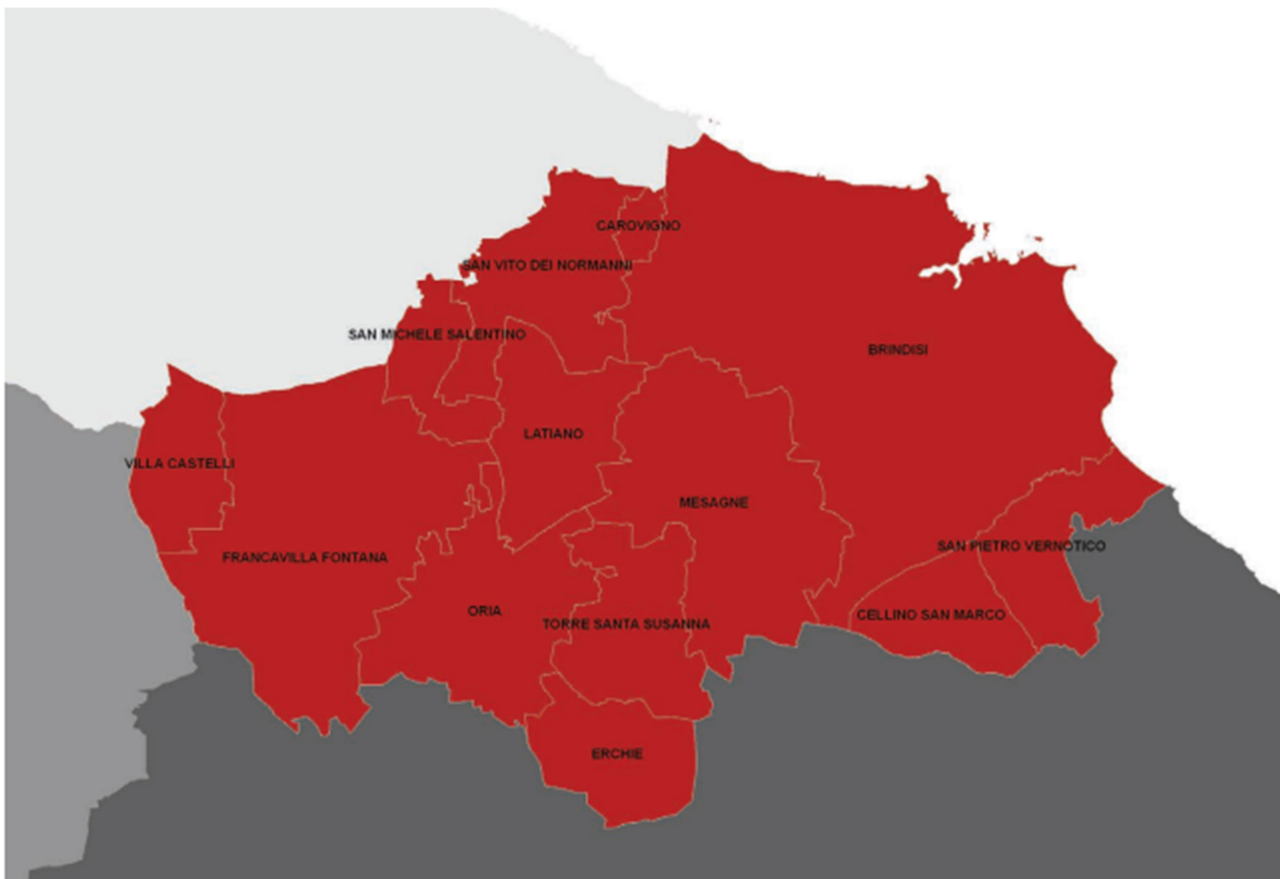 CAROVIGNO
SAN VITO DEI NORMANNI
SAN MICHELE SALENTINO
BRINDISI
LATIANO
VILLA CASTELLI
MESAGNE
SAN PIETRO VERNOTICO
FRANCAVILLA FONTANA
ORIA
CELLINO SAN MARCO
TORRE SANTA SUSANNA
ERCHIE